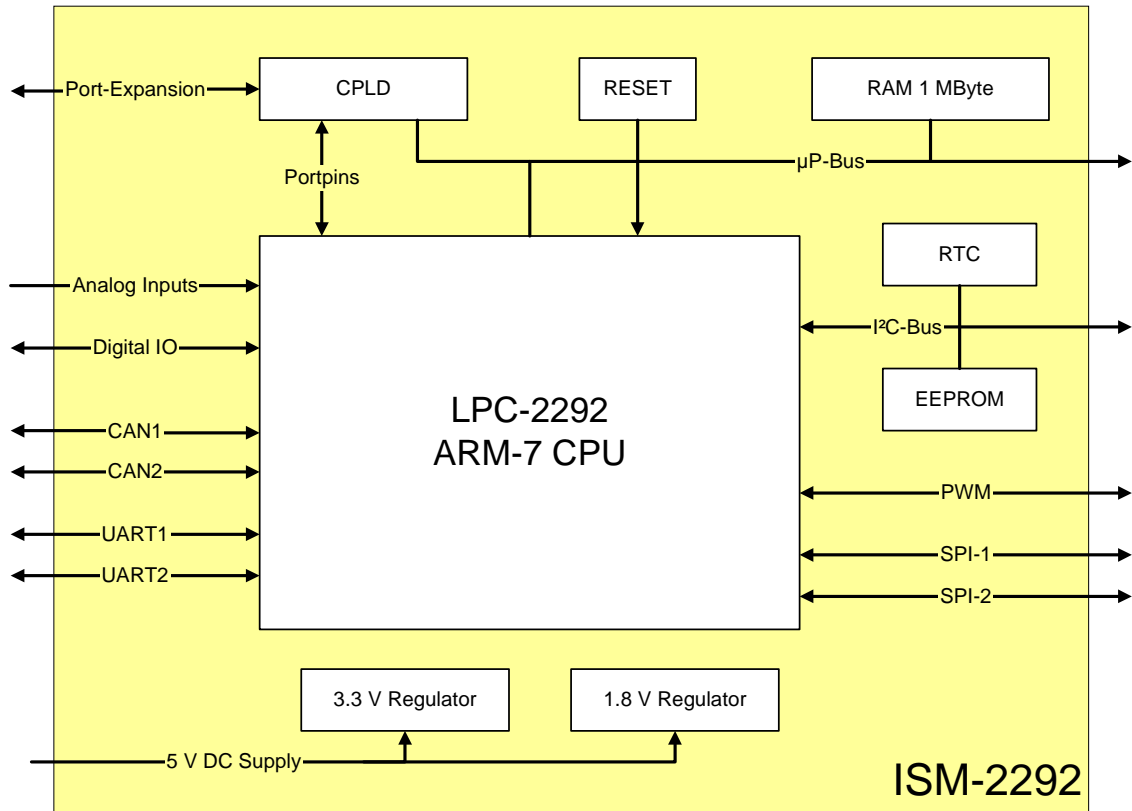 Port-Expansion
CPLD
RESET
RAM 1 MByte
µP-Bus
Portpins
Analog Inputs
Digital IO
CAN1
CAN2
UART1
UART2
LPC-2292
ARM-7 CPU
RTC
I²C-Bus
EEPROM
PWM
SPI-1
SPI-2
3.3 V Regulator
1.8 V Regulator
5 V DC Supply
ISM-2292